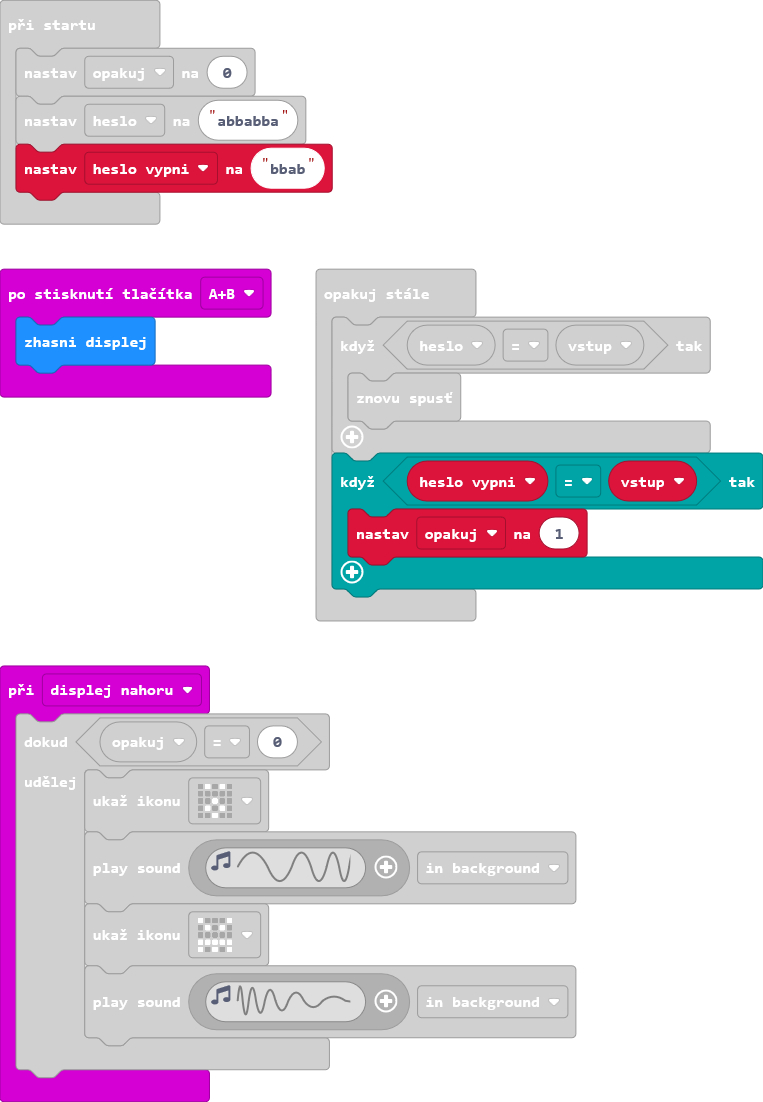 při startu
nastav opakuj na 0
nastav heslo na "abbabba"
nastav heslo vypni na "bbab"
po stisknutí tlačítka A+B
zhasni displej
opakuj stále
když heslo = vstup tak
znovu spusť
když heslo vypni = vstup tak
nastav opakuj na 1
při displej nahoru
dokud opakuj = 0
udělej
ukaž ikonu
play sound in background
ukaž ikonu
play sound in background